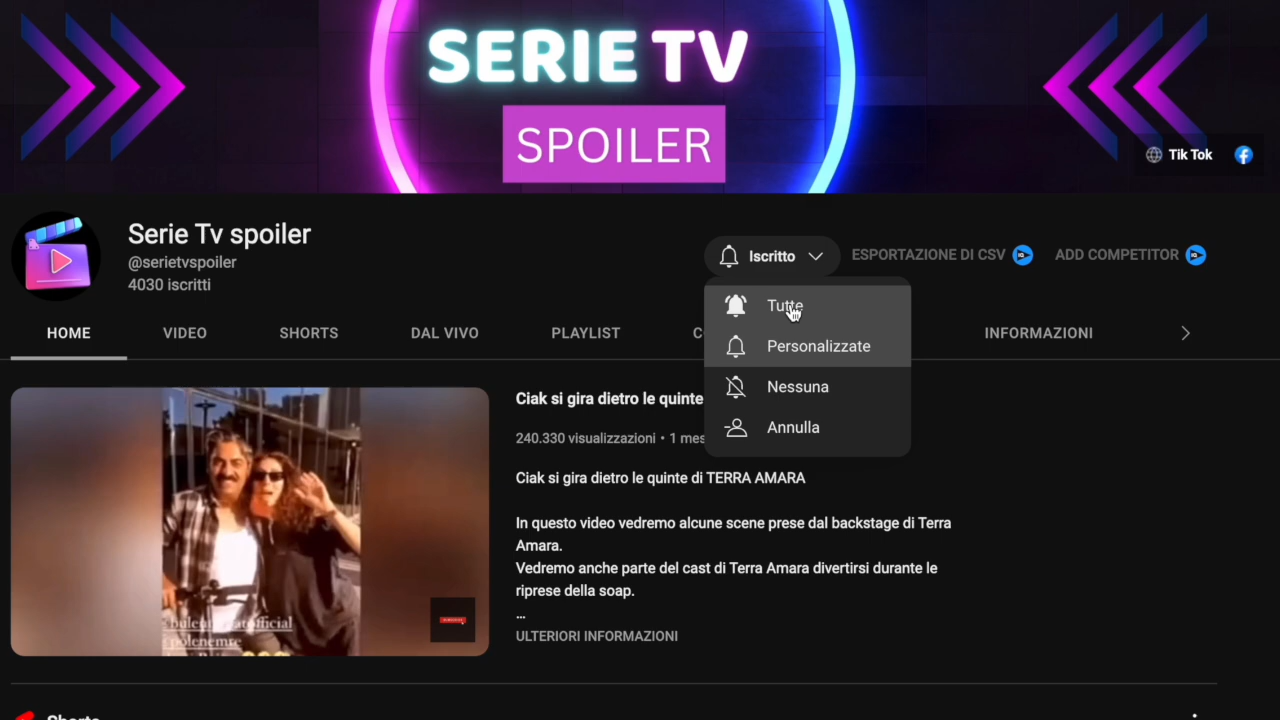 SERIE TV
SPOILER
Tik Tok
Serie Tv spoiler
@serietvspoiler
4030 iscritti
Iscritto
ESPORTAZIONE DI CSV
ADD COMPETITOR
Tutte
Personalizzate
Nessuna
Annulla
HOME
VIDEO
SHORTS
DAL VIVO
PLAYLIST
INFORMAZIONI
Ciak si gira dietro le quinte
240.330 visualizzazioni • 1 mes
Ciak si gira dietro le quinte di TERRA AMARA
In questo video vedremo alcune scene prese dal backstage di Terra
Amara.
Vedremo anche parte del cast di Terra Amara divertirsi durante le
riprese della soap.
...
ULTERIORI INFORMAZIONI
Shorts